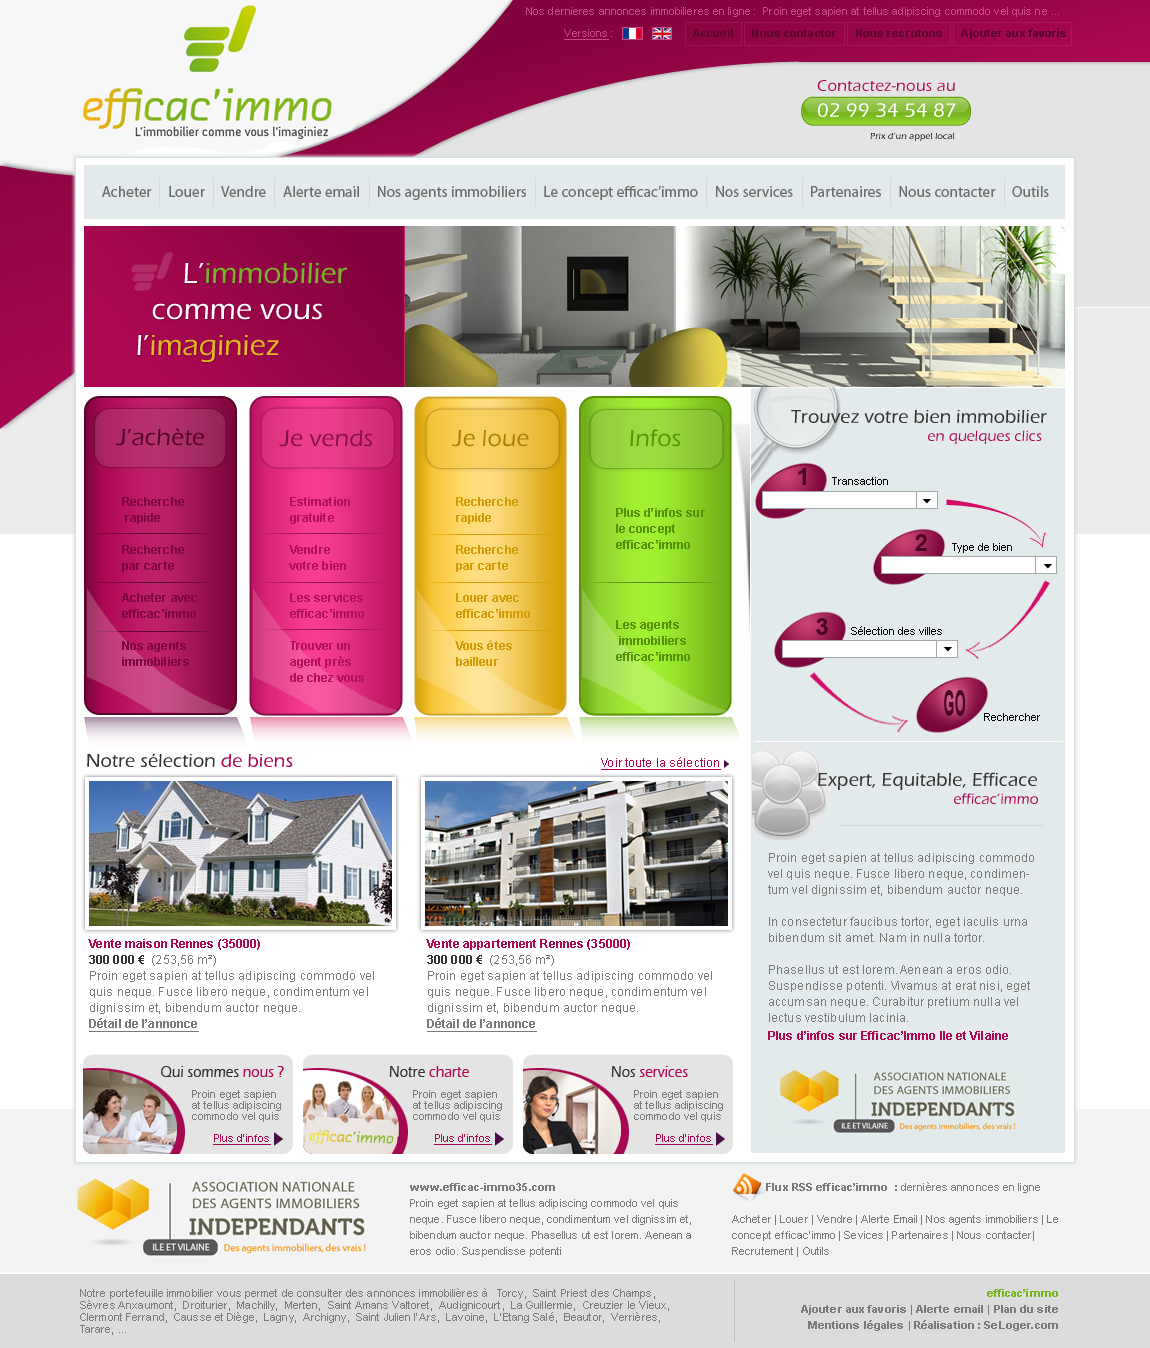 Nos dernieres annonces immobilieres en ligne : Proin eget sapien at tellus adipiscing commodo vel quis ne ...
Versions :
Accueil
Nous contacter
Nous recrutons
Ajouter aux favoris
efficac'immo
L'immobilier comme vous l'imaginiez
Contactez-nous au
02 99 34 54 87
Prix d'un appel local
Acheter
Louer
Vendre
Alerte email
Nos agents immobiliers
Le concept efficac'immo
Nos services
Partenaires
Nous contacter
Outils
L'immobilier
comme vous
l'imaginiez
J'achète
Recherche
rapide
Recherche
par carte
Acheter avec
efficac'immo
Nos agents
immobiliers
Je vends
Estimation
gratuite
Vendre
votre bien
Les services
efficac'immo
Trouver un
agent près
de chez vous
Je loue
Recherche
rapide
Recherche
par carte
Louer avec
efficac'immo
Vous êtes
bailleur
Infos
Plus d'infos sur
le concept
efficac'immo
Les agents
immobiliers
efficac'immo
Trouvez votre bien immobilier
en quelques clics
1
Transaction
2
Type de bien
3
Sélection des villes
GO
Rechercher
Notre sélection de biens
Voir toute la sélection
Vente maison Rennes (35000)
300 000 € (253,56 m²)
Proin eget sapien at tellus adipiscing commodo vel
quis neque. Fusce libero neque, condimentum vel
dignissim et, bibendum auctor neque.
Détail de l'annonce
Vente appartement Rennes (35000)
300 000 € (253,56 m²)
Proin eget sapien at tellus adipiscing commodo vel
quis neque. Fusce libero neque, condimentum vel
dignissim et, bibendum auctor neque.
Détail de l'annonce
Expert, Equitable, Efficace
efficac'immo
Proin eget sapien at tellus adipiscing commodo
vel quis neque. Fusce libero neque, condimen-
tum vel dignissim et, bibendum auctor neque.
In consectetur faucibus tortor, eget iaculis urna
bibendum sit amet. Nam in nulla tortor.
Phasellus ut est lorem. Aenean a eros odio.
Suspendisse potenti. Vivamus at erat nisi, eget
accumsan neque. Curabitur pretium nulla vel
lectus vestibulum lacinia.
Plus d'infos sur Efficac'Immo Ile et Vilaine
ASSOCIATION NATIONALE
DES AGENTS IMMOBILIERS
INDEPENDANTS
ILE ET VILAINE
Des agents immobiliers, des vrais !
Qui sommes nous ?
Proin eget sapien
at tellus adipiscing
commodo vel quis
Plus d'infos
Notre charte
efficac'immo
Proin eget sapien
at tellus adipiscing
commodo vel quis
Plus d'infos
Nos services
Proin eget sapien
at tellus adipiscing
commodo vel quis
Plus d'infos
ASSOCIATION NATIONALE
DES AGENTS IMMOBILIERS
INDEPENDANTS
ILE ET VILAINE
Des agents immobiliers, des vrais !
www.efficac-immo35.com
Proin eget sapien at tellus adipiscing commodo vel quis
neque. Fusce libero neque, condimentum vel dignissim et,
bibendum auctor neque. Phasellus ut est lorem. Aenean a
eros odio. Suspendisse potenti
Flux RSS efficac'immo : dernières annonces en ligne
Acheter | Louer | Vendre | Alerte Email | Nos agents immobiliers | Le
concept efficac'immo | Sevices | Partenaires | Nous contacter|
Recrutement | Outils
Notre portefeuille immobilier vous permet de consulter des annonces immobilières à Torcy, Saint Priest des Champs,
Sèvres Anxaumont, Droiturier, Machilly, Merten, Saint Amans Valtoret, Audignicourt, La Guillermie, Creuzier le Vieux,
Clermont Ferrand, Causse et Diège, Lagny, Archigny, Saint Julien l'Ars, Lavoine, L'Etang Salé, Beautor, Verrières,
Tarare, ...
efficac'immo
Ajouter aux favoris | Alerte email | Plan du site
Mentions légales | Réalisation : SeLoger.com